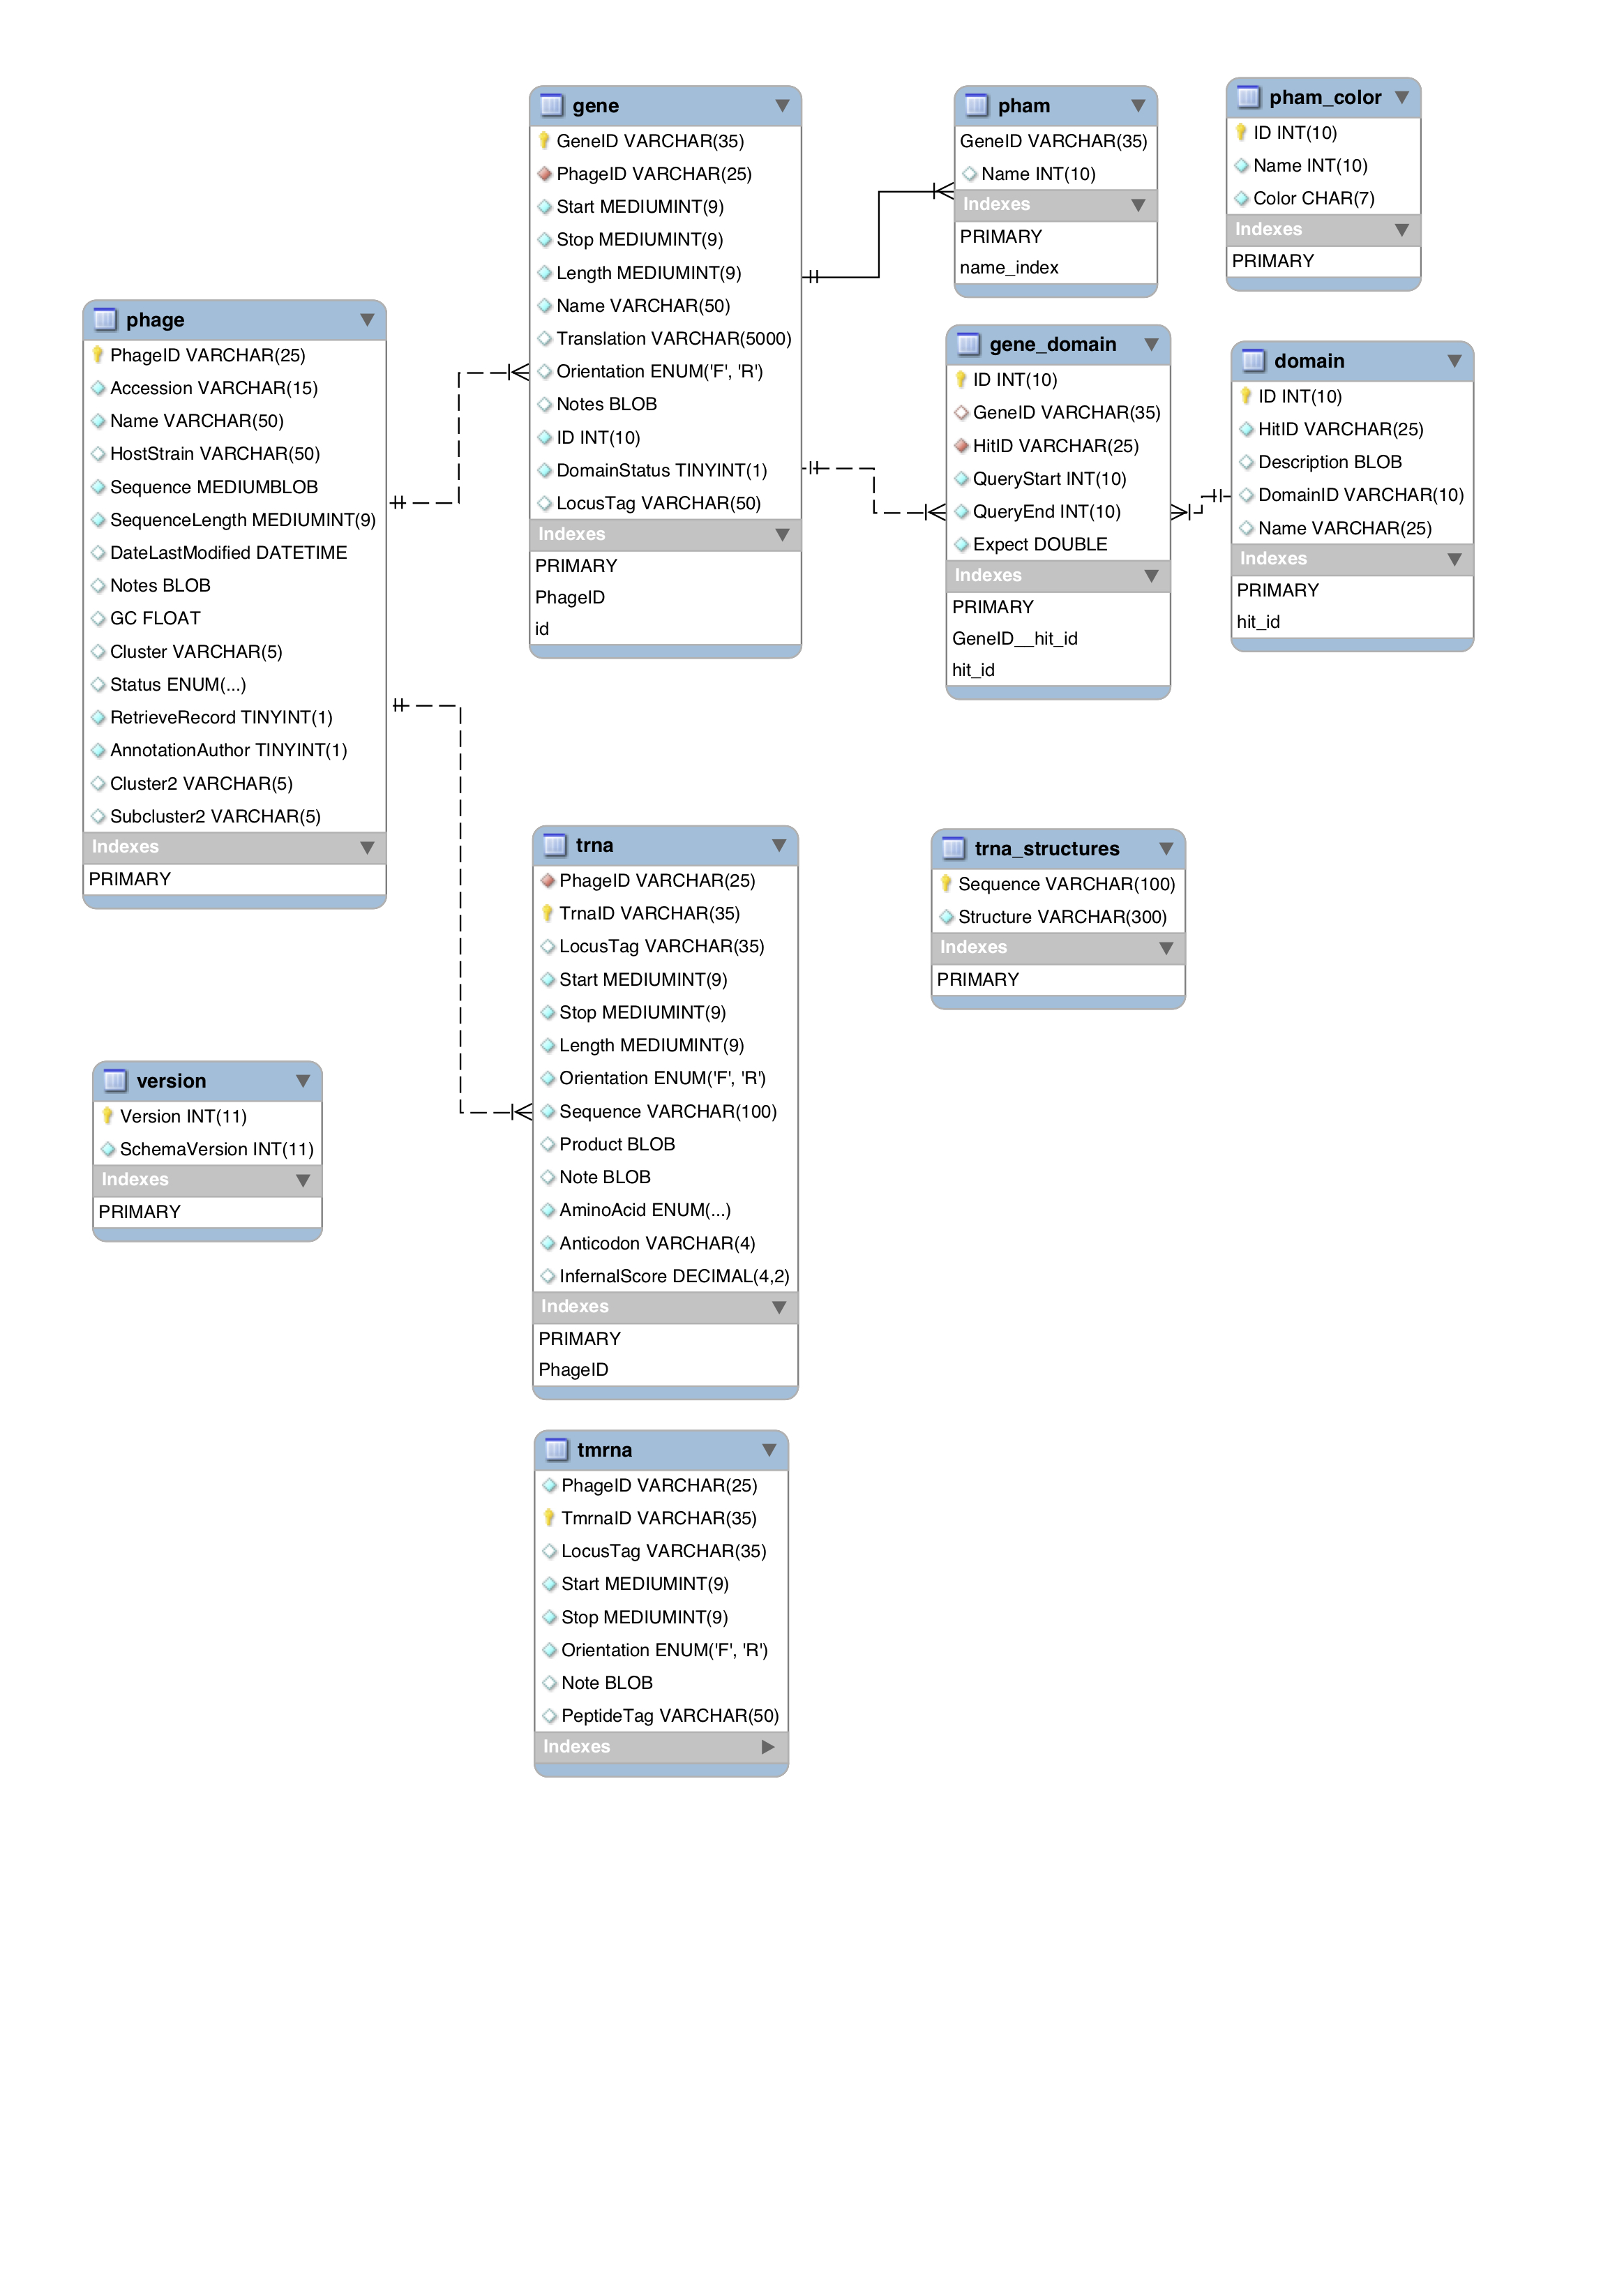 phage
PhageID VARCHAR(25)
Accession VARCHAR(15)
Name VARCHAR(50)
HostStrain VARCHAR(50)
Sequence MEDIUMBLOB
SequenceLength MEDIUMINT(9)
DateLastModified DATETIME
Notes BLOB
GC FLOAT
Cluster VARCHAR(5)
Status ENUM(...)
RetrieveRecord TINYINT(1)
AnnotationAuthor TINYINT(1)
Cluster2 VARCHAR(5)
Subcluster2 VARCHAR(5)
Indexes
PRIMARY
version
Version INT(11)
SchemaVersion INT(11)
Indexes
PRIMARY
gene
GeneID VARCHAR(35)
PhageID VARCHAR(25)
Start MEDIUMINT(9)
Stop MEDIUMINT(9)
Length MEDIUMINT(9)
Name VARCHAR(50)
Translation VARCHAR(5000)
Orientation ENUM('F', 'R')
Notes BLOB
ID INT(10)
DomainStatus TINYINT(1)
LocusTag VARCHAR(50)
Indexes
PRIMARY
PhageID
id
trna
PhageID VARCHAR(25)
TrnaID VARCHAR(35)
LocusTag VARCHAR(35)
Start MEDIUMINT(9)
Stop MEDIUMINT(9)
Length MEDIUMINT(9)
Orientation ENUM('F', 'R')
Sequence VARCHAR(100)
Product BLOB
Note BLOB
AminoAcid ENUM(...)
Anticodon VARCHAR(4)
InfernalScore DECIMAL(4,2)
Indexes
PRIMARY
PhageID
tmrna
PhageID VARCHAR(25)
TmrnaID VARCHAR(35)
LocusTag VARCHAR(35)
Start MEDIUMINT(9)
Stop MEDIUMINT(9)
Orientation ENUM('F', 'R')
Note BLOB
PeptideTag VARCHAR(50)
Indexes
pham
GeneID VARCHAR(35)
Name INT(10)
Indexes
PRIMARY
name_index
pham_color
ID INT(10)
Name INT(10)
Color CHAR(7)
Indexes
PRIMARY
gene_domain
ID INT(10)
GeneID VARCHAR(35)
HitID VARCHAR(25)
QueryStart INT(10)
QueryEnd INT(10)
Expect DOUBLE
Indexes
PRIMARY
GeneID__hit_id
hit_id
domain
ID INT(10)
HitID VARCHAR(25)
Description BLOB
DomainID VARCHAR(10)
Name VARCHAR(25)
Indexes
PRIMARY
hit_id
trna_structures
Sequence VARCHAR(100)
Structure VARCHAR(300)
Indexes
PRIMARY